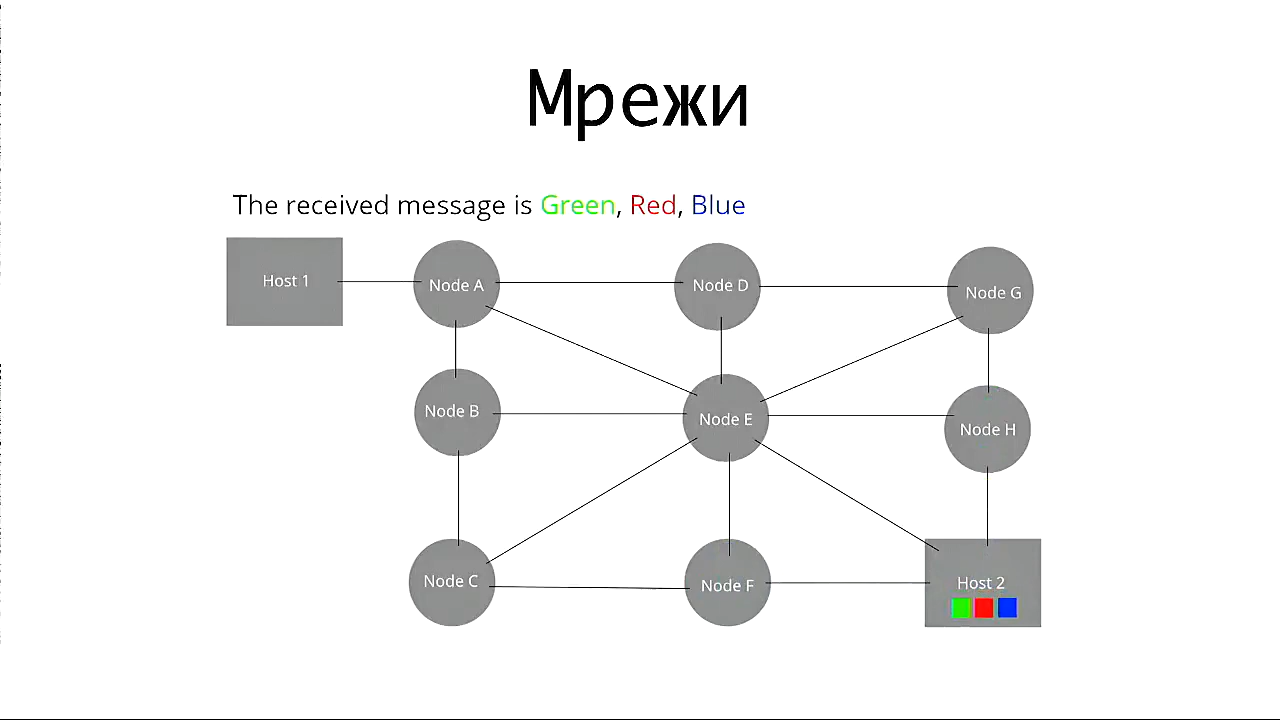 Мрежи
The received message is Green, Red, Blue
Host 1
Node A
Node D
Node G
Node B
Node E
Node H
Node C
Node F
Host 2